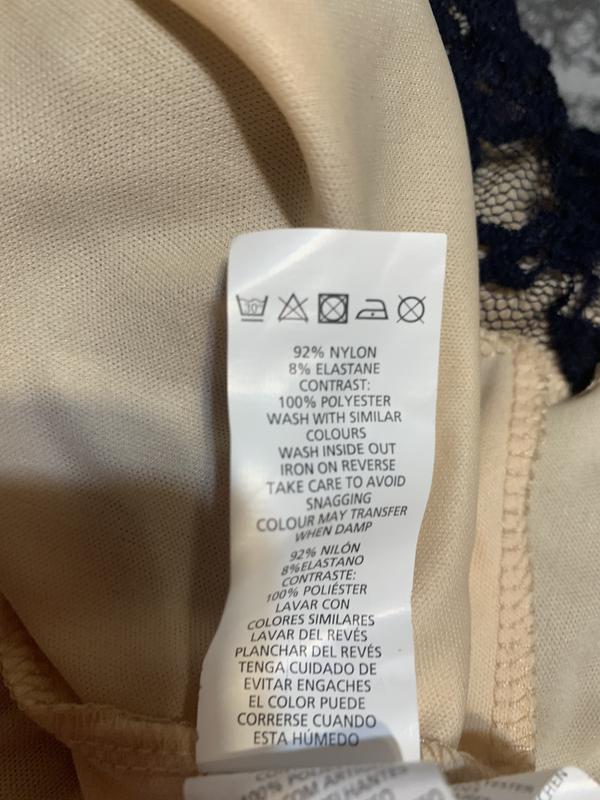 30°
92% NYLON
8% ELASTANE
CONTRAST:
100% POLYESTER
WASH WITH SIMILAR
COLOURS
WASH INSIDE OUT
IRON ON REVERSE
TAKE CARE TO AVOID
SNAGGING
COLOUR MAY TRANSFER
WHEN DAMP
92% NILÓN
8%ELASTANO
CONTRASTE:
100% POLIÉSTER
LAVAR CON
COLORES SIMILARES
LAVAR DEL REVÉS
PLANCHAR DEL REVÉS
TENGA CUIDADO DE
EVITAR ENGACHES
EL COLOR PUEDE
CORRERSE CUANDO
ESTA HÚMEDO
100%